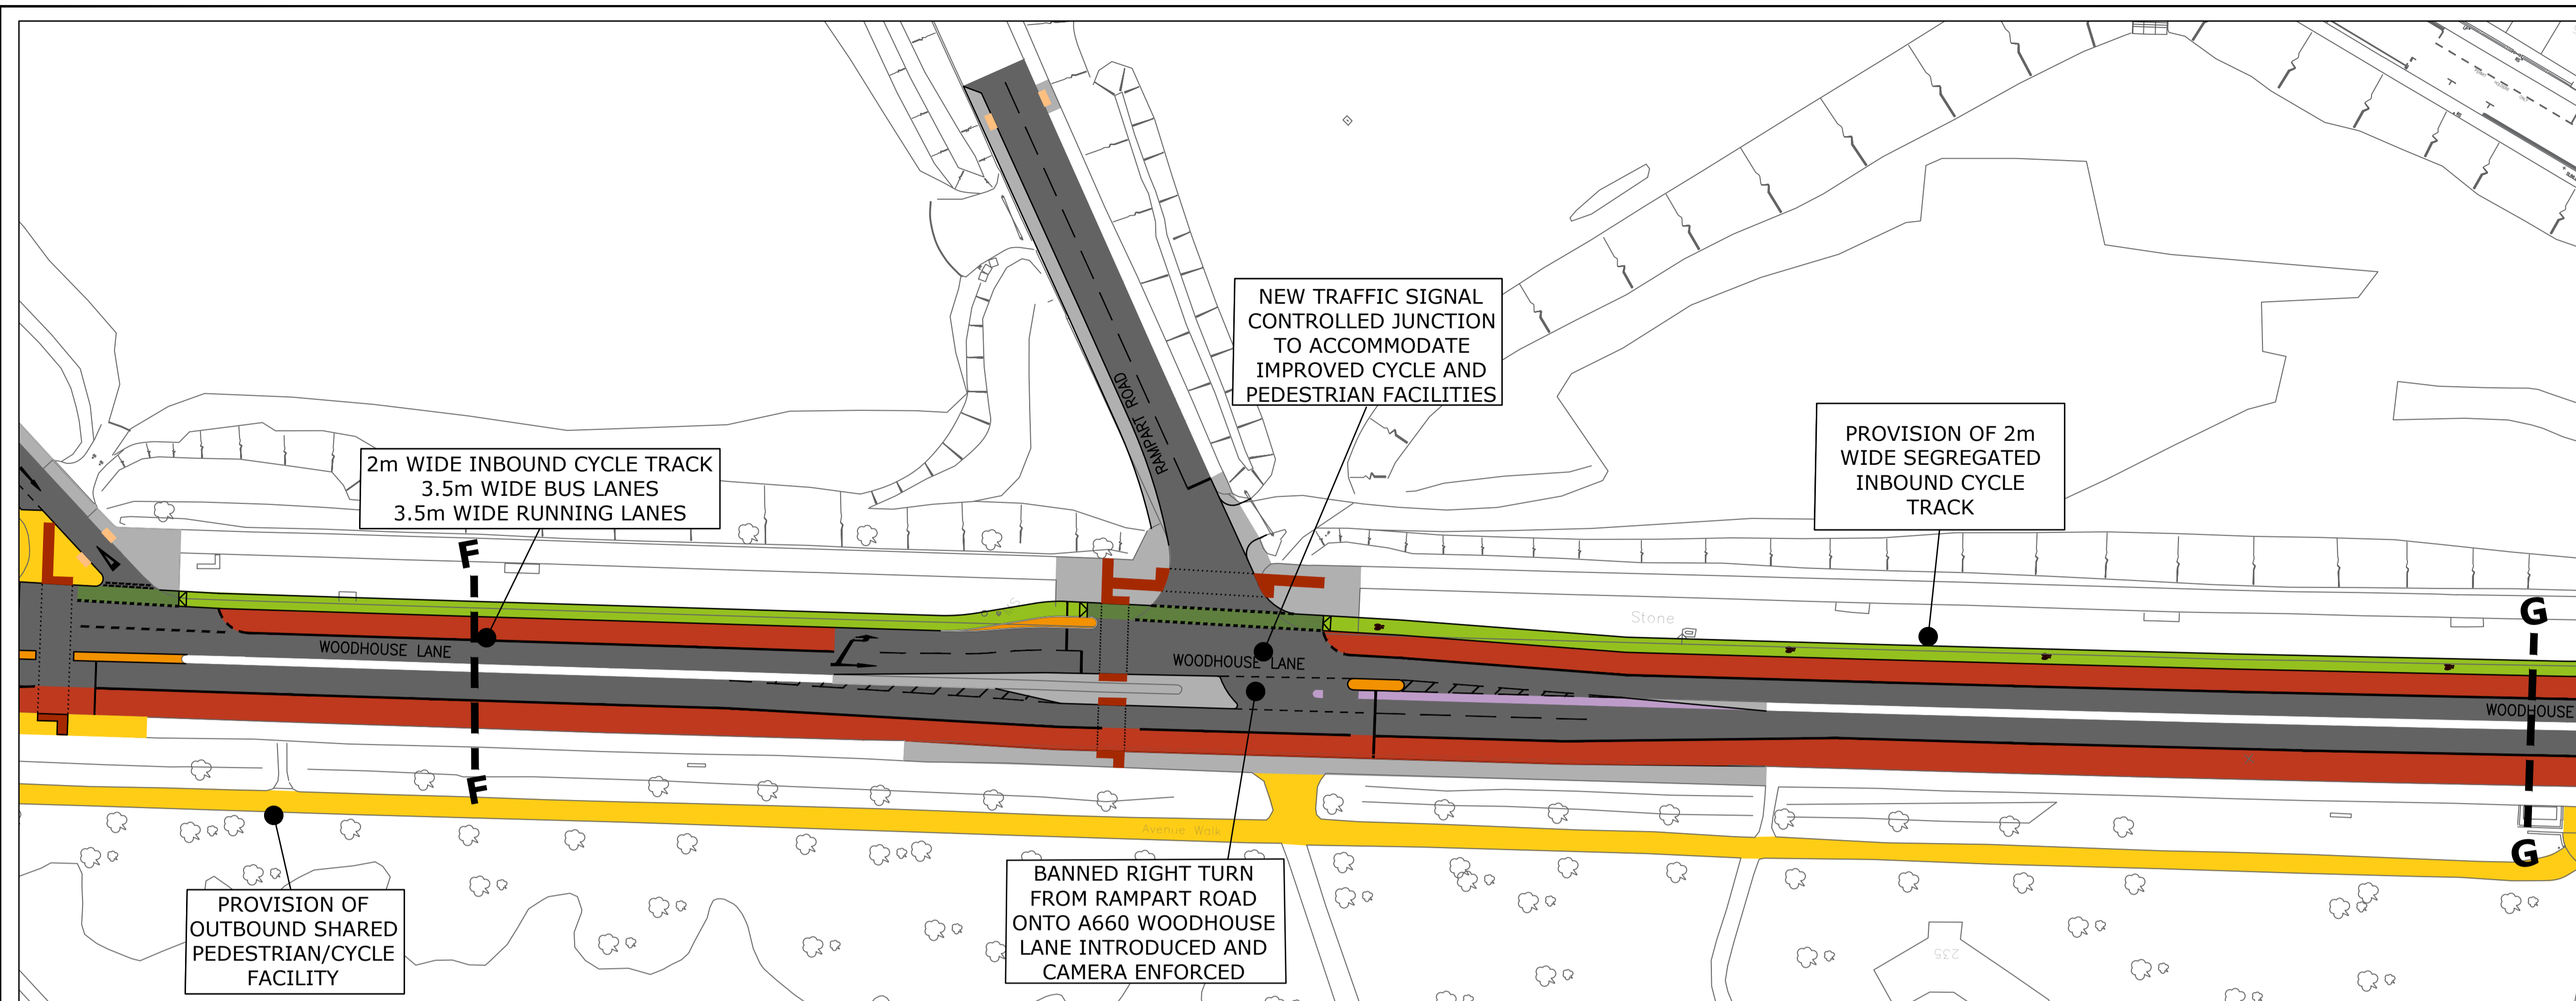 NEW TRAFFIC SIGNAL
CONTROLLED JUNCTION
TO ACCOMMODATE
IMPROVED CYCLE AND
PEDESTRIAN FACILITIES
RAMPART ROAD
PROVISION OF 2m
WIDE SEGREGATED
INBOUND CYCLE
TRACK
2m WIDE INBOUND CYCLE TRACK
3.5m WIDE BUS LANES
3.5m WIDE RUNNING LANES
F
G
Stone
WOODHOUSE LANE
WOODHOUSE LANE
WOODHOUSE
F
Avenue Walk
G
PROVISION OF
OUTBOUND SHARED
PEDESTRIAN/CYCLE
FACILITY
BANNED RIGHT TURN
FROM RAMPART ROAD
ONTO A660 WOODHOUSE
LANE INTRODUCED AND
CAMERA ENFORCED
235